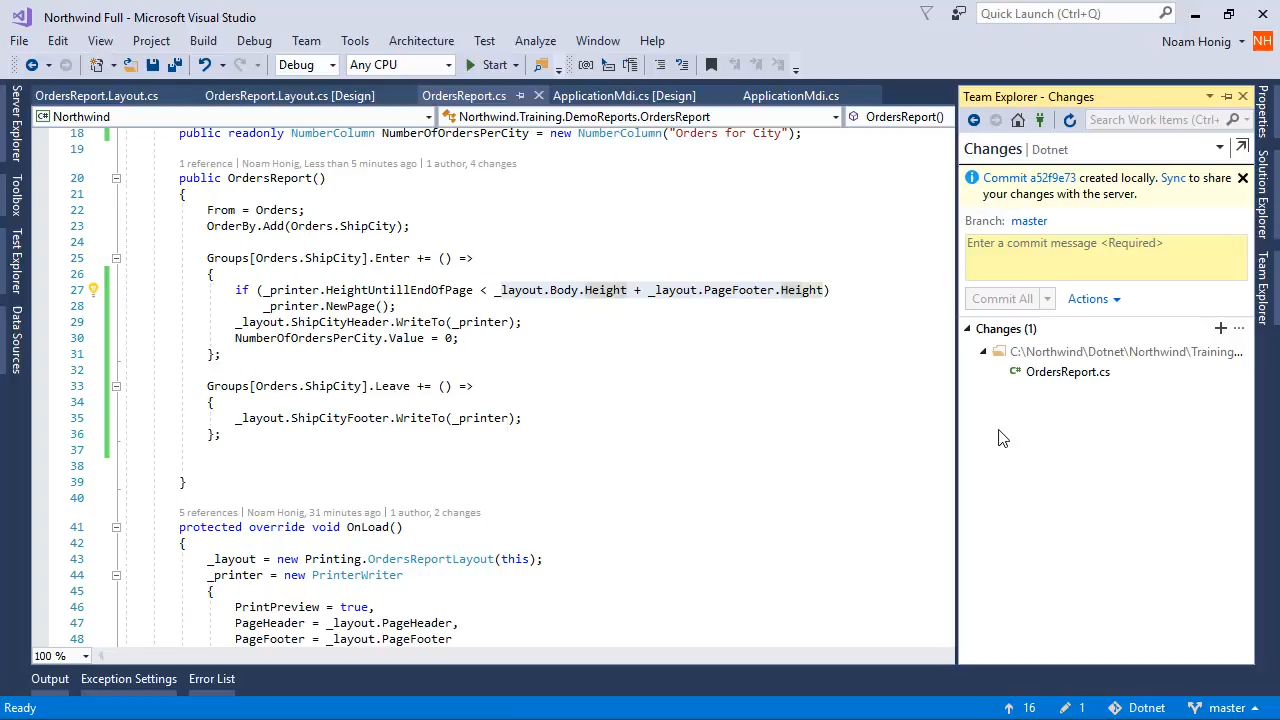 Northwind Full - Microsoft Visual Studio
Quick Launch (Ctrl+Q)
File Edit View Project Build Debug Team Tools Architecture Test Analyze Window Help
Noam Honig NH
Debug Any CPU Start
Server Explorer
Toolbox
Test Explorer
Data Sources
OrdersReport.Layout.cs OrdersReport.Layout.cs [Design] OrdersReport.cs ApplicationMdi.cs [Design] ApplicationMdi.cs
Northwind Northwind.Training.DemoReports.OrdersReport OrdersReport()
18 public readonly NumberColumn NumberOfOrdersPerCity = new NumberColumn("Orders for City");
19
1 reference | Noam Honig, Less than 5 minutes ago | 1 author, 4 changes
20 public OrdersReport()
21 {
22 From = Orders;
23 OrderBy.Add(Orders.ShipCity);
24
25 Groups[Orders.ShipCity].Enter += () =>
26 {
27 if (_printer.HeightUntillEndOfPage < _layout.Body.Height + _layout.PageFooter.Height)
28 _printer.NewPage();
29 _layout.ShipCityHeader.WriteTo(_printer);
30 NumberOfOrdersPerCity.Value = 0;
31 };
32
33 Groups[Orders.ShipCity].Leave += () =>
34 {
35 _layout.ShipCityFooter.WriteTo(_printer);
36 };
37
38
39 }
40
5 references | Noam Honig, 31 minutes ago | 1 author, 2 changes
41 protected override void OnLoad()
42 {
43 _layout = new Printing.OrdersReportLayout(this);
44 _printer = new PrinterWriter
45 {
46 PrintPreview = true,
47 PageHeader = _layout.PageHeader,
48 PageFooter = _layout.PageFooter
100 %
Team Explorer - Changes
Search Work Items (Ctrl+
Changes | Dotnet
Commit a52f9e73 created locally. Sync to share
your changes with the server.
Branch: master
Enter a commit message <Required>
Commit All Actions
Changes (1)
C:\Northwind\Dotnet\Northwind\Training...
C# OrdersReport.cs
Properties
Solution Explorer
Team Explorer
Output Exception Settings Error List
Ready 16 1 Dotnet master